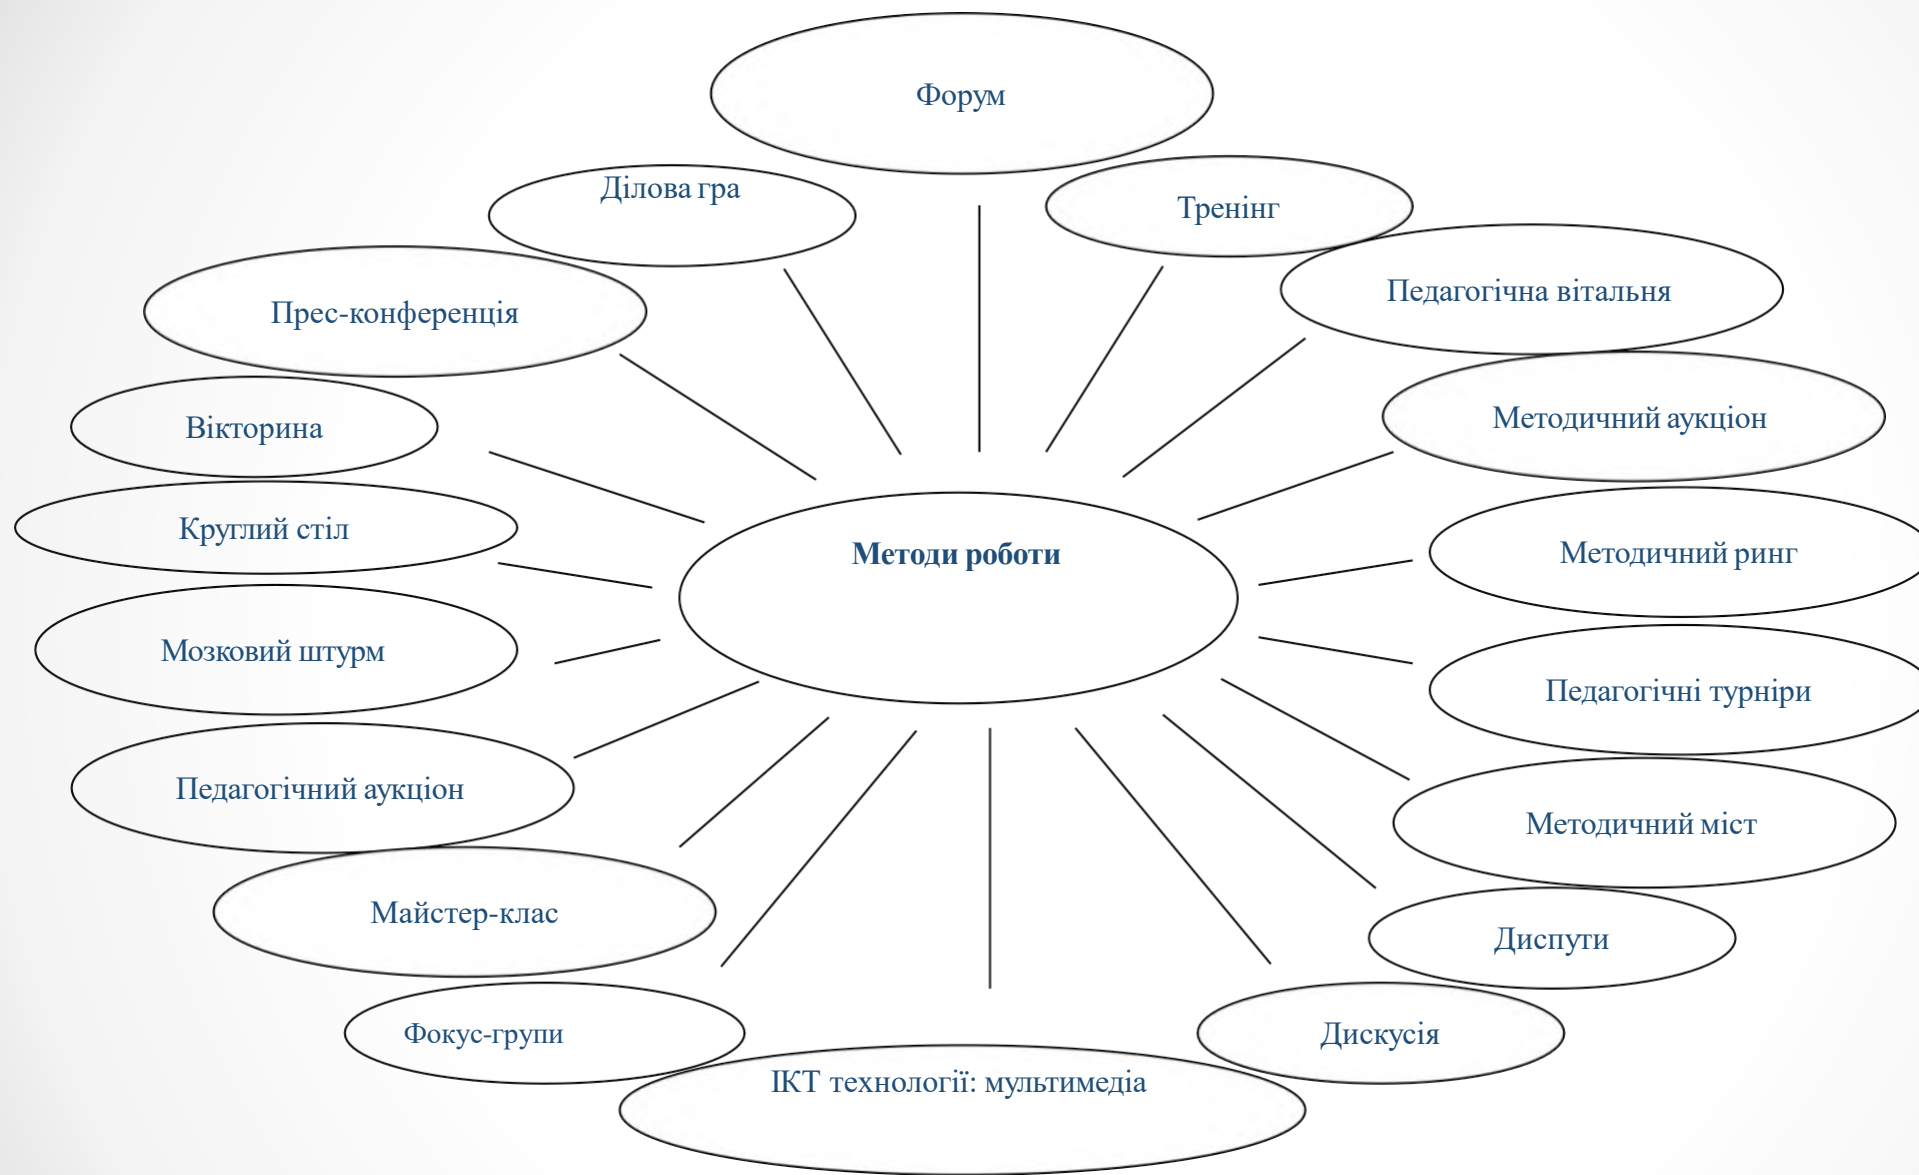 Форум
Ділова гра
Тренінг
Педагогічна вітальня
Прес-конференція
Методичний аукціон
Вікторина
Круглий стіл
Методи роботи
Методичний ринг
Мозковий штурм
Педагогічні турніри
Педагогічний аукціон
Методичний міст
Майстер-клас
Диспути
Фокус-групи
Дискусія
ІКТ технології: мультимедіа